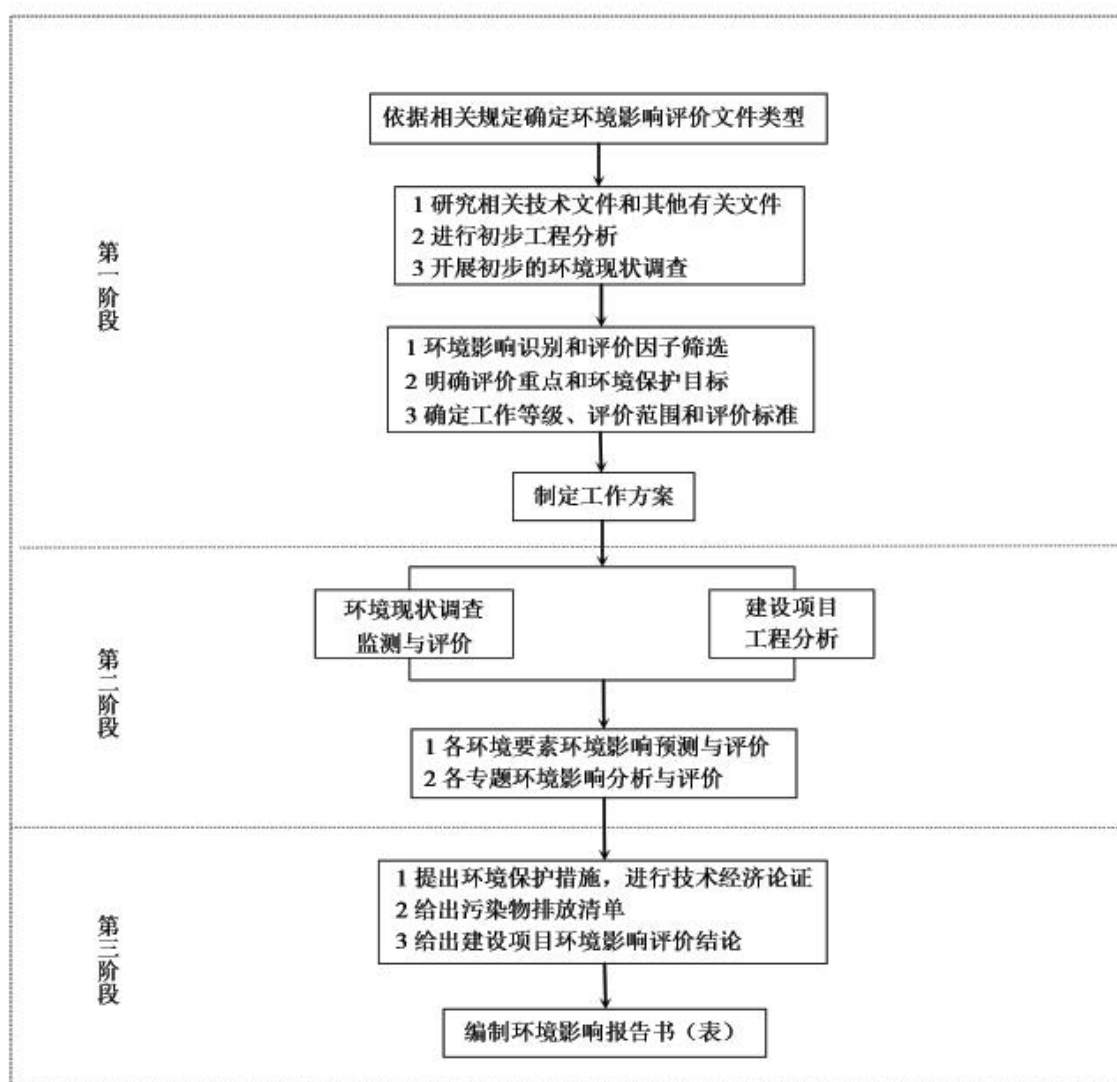 依据相关规定确定环境影响评价文件类型
1 研究相关技术文件和其他有关文件
2 进行初步工程分析
3 开展初步的环境现状调查
第一阶段
1 环境影响识别和评价因子筛选
2 明确评价重点和环境保护目标
3 确定工作等级、评价范围和评价标准
制定工作方案
环境现状调查
监测与评价
建设项目
工程分析
第二阶段
1 各环境要素环境影响预测与评价
2 各专题环境影响分析与评价
1 提出环境保护措施，进行技术经济论证
2 给出污染物排放清单
3 给出建设项目环境影响评价结论
第三阶段
编制环境影响报告书（表）